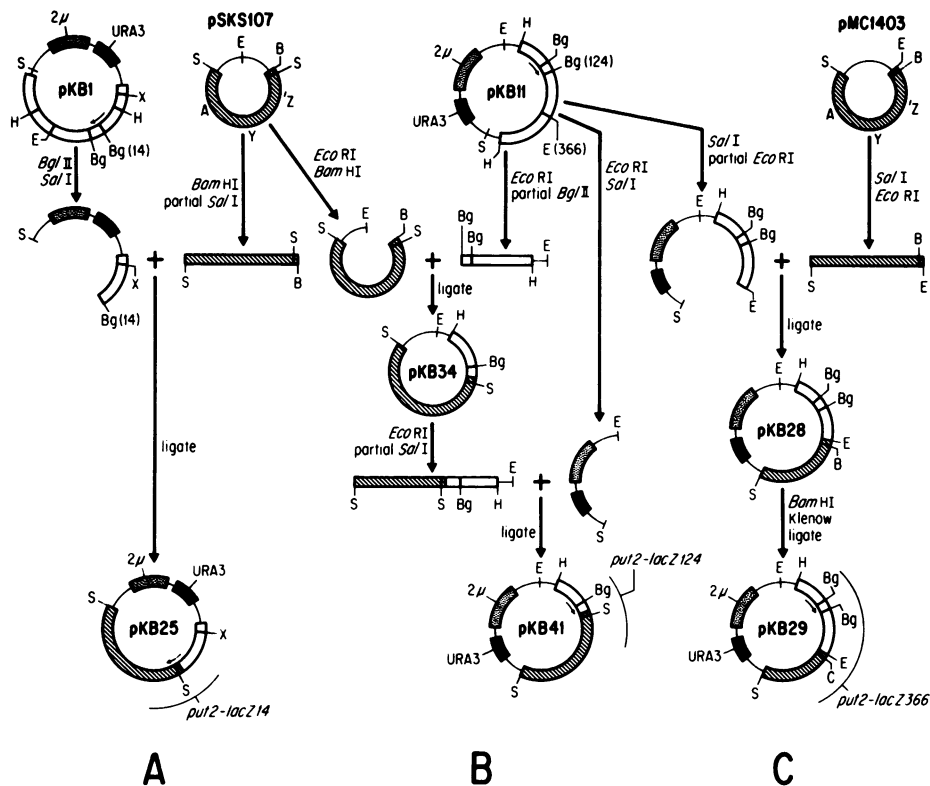 2μ
URA3
S
pKB1
X
H
H
E
Bg
Bg(14)
Bgl II
Sal I
S
X
Bg(14)
+
pSKS107
E
B
S
S
A
'Z
Y
Bam HI
partial Sal I
Eco RI
Bam HI
S
S
B
ligate
2μ
URA3
S
pKB25
X
S
put2-lacZ14
A
E
H
Bg
Bg(124)
2μ
pKB11
URA3
S
H
E(366)
Eco RI
partial Bgl II
Eco RI
Sal I
Sal I
partial Eco RI
E
B
S
S
+
Bg
Bg
E
H
ligate
E
H
S
pKB34
Bg
S
Eco RI
partial Sal I
S
S
Bg
H
E
+
E
S
ligate
E
H
2μ
Bg
S
pKB41
URA3
S
put2-lacZ124
B
pMC1403
E
B
S
A
'Z
Y
Sal I
Eco RI
E
H
Bg
Bg
E
S
+
B
S
E
ligate
E
H
Bg
Bg
pKB28
E
B
S
Bam HI
Klenow
ligate
E
H
2μ
Bg
Bg
pKB29
URA3
E
C
S
put2-lacZ366
C